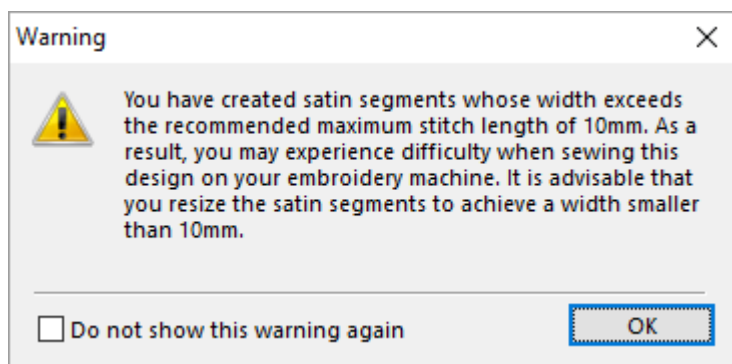 Warning
You have created satin segments whose width exceeds
the recommended maximum stitch length of 10mm. As a
result, you may experience difficulty when sewing this
design on your embroidery machine. It is advisable that
you resize the satin segments to achieve a width smaller
than 10mm.
Do not show this warning again
OK